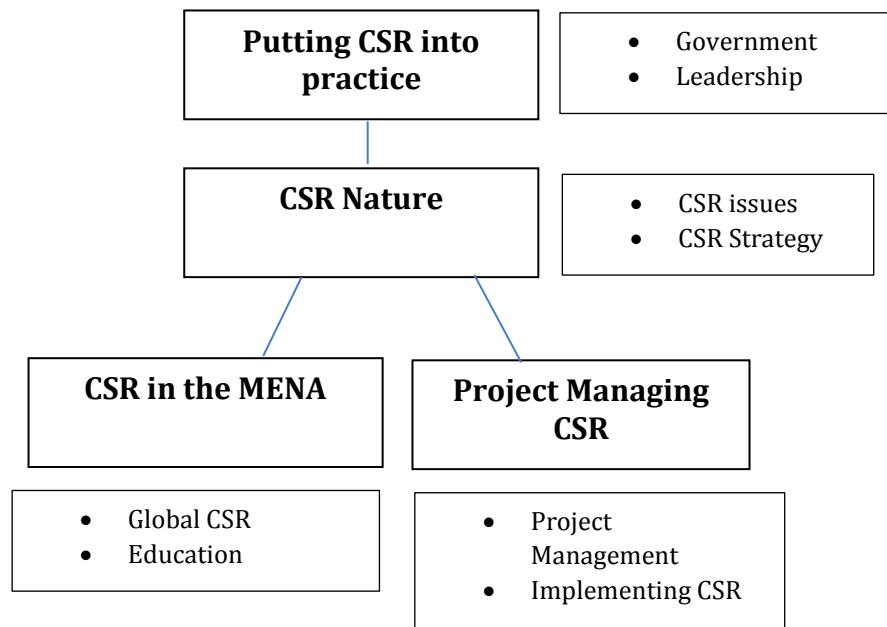 Putting CSR into
practice
• Government
• Leadership
CSR Nature
• CSR issues
• CSR Strategy
CSR in the MENA
Project Managing
CSR
• Global CSR
• Education
• Project
Management
• Implementing CSR